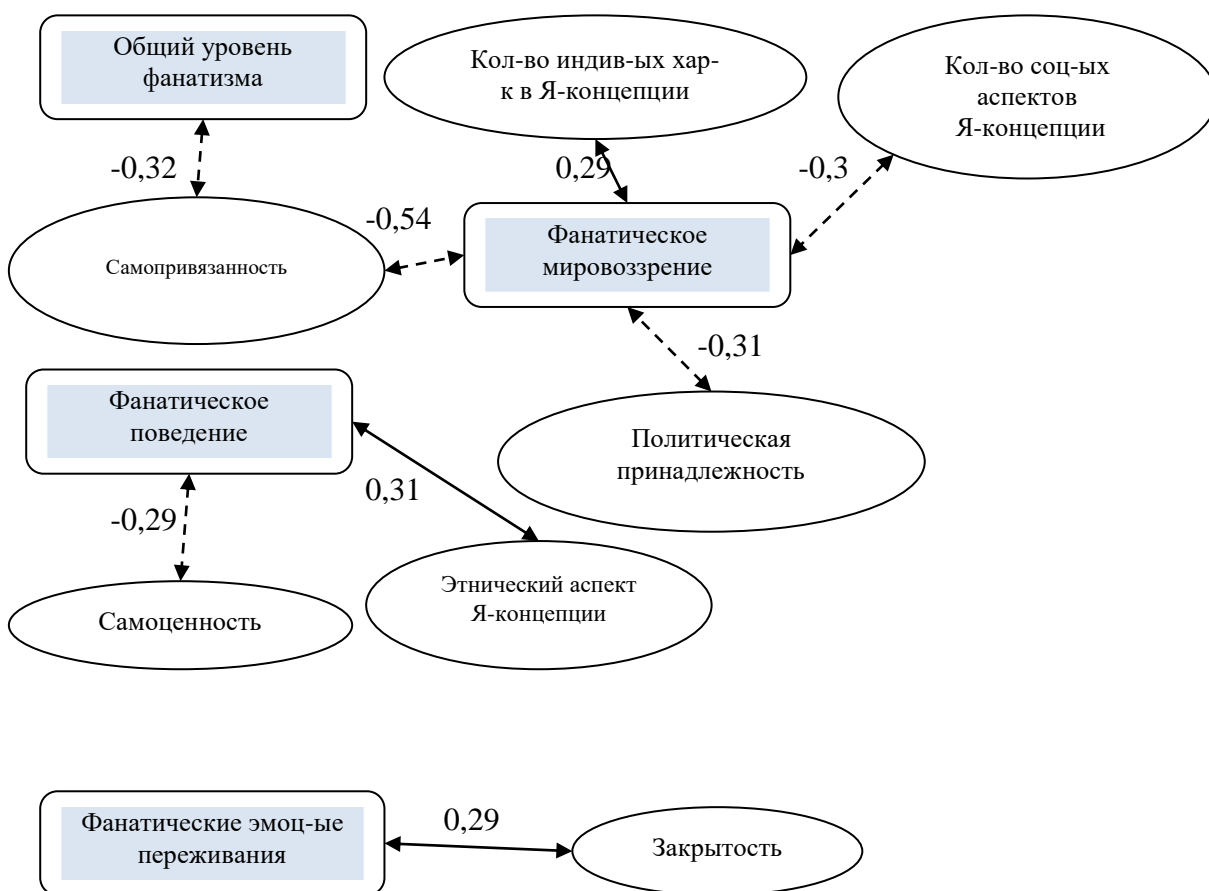 Общий уровень
фанатизма
Кол-во индив-ых хар-
к в Я-концепции
Кол-во соц-ых
аспектов
Я-концепции
-0,32
0,29
-0,3
-0,54
Самопривязанность
Фанатическое
мировоззрение
-0,31
Фанатическое
поведение
Политическая
принадлежность
0,31
-0,29
Этнический аспект
Я-концепции
Самоценность
Фанатические эмоц-ые
переживания
0,29
Закрытость